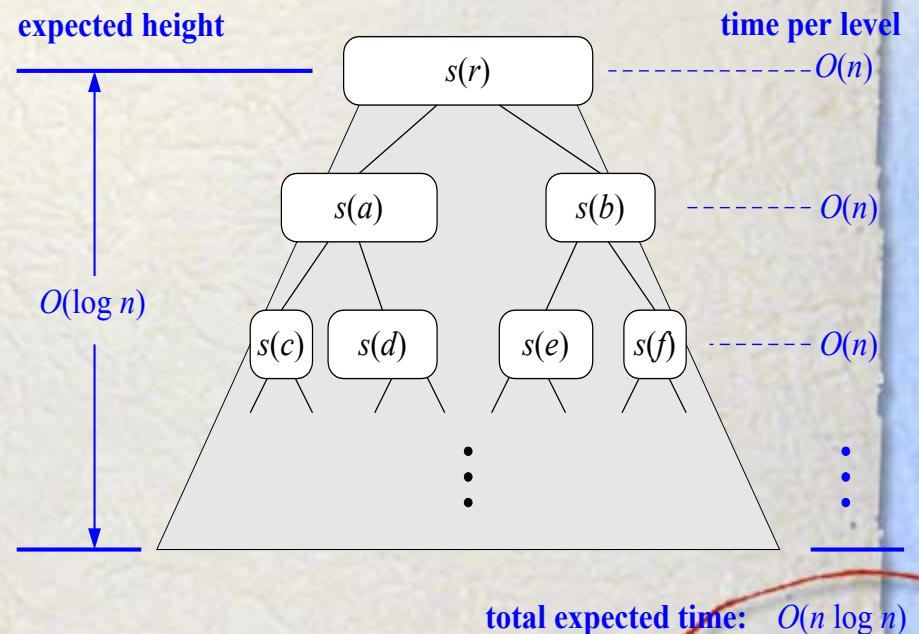 expected height
time per level
s(r)
O(n)
s(a)
s(b)
O(n)
O(log n)
s(c)
s(d)
s(e)
s(f)
O(n)
total expected time: O(n log n)